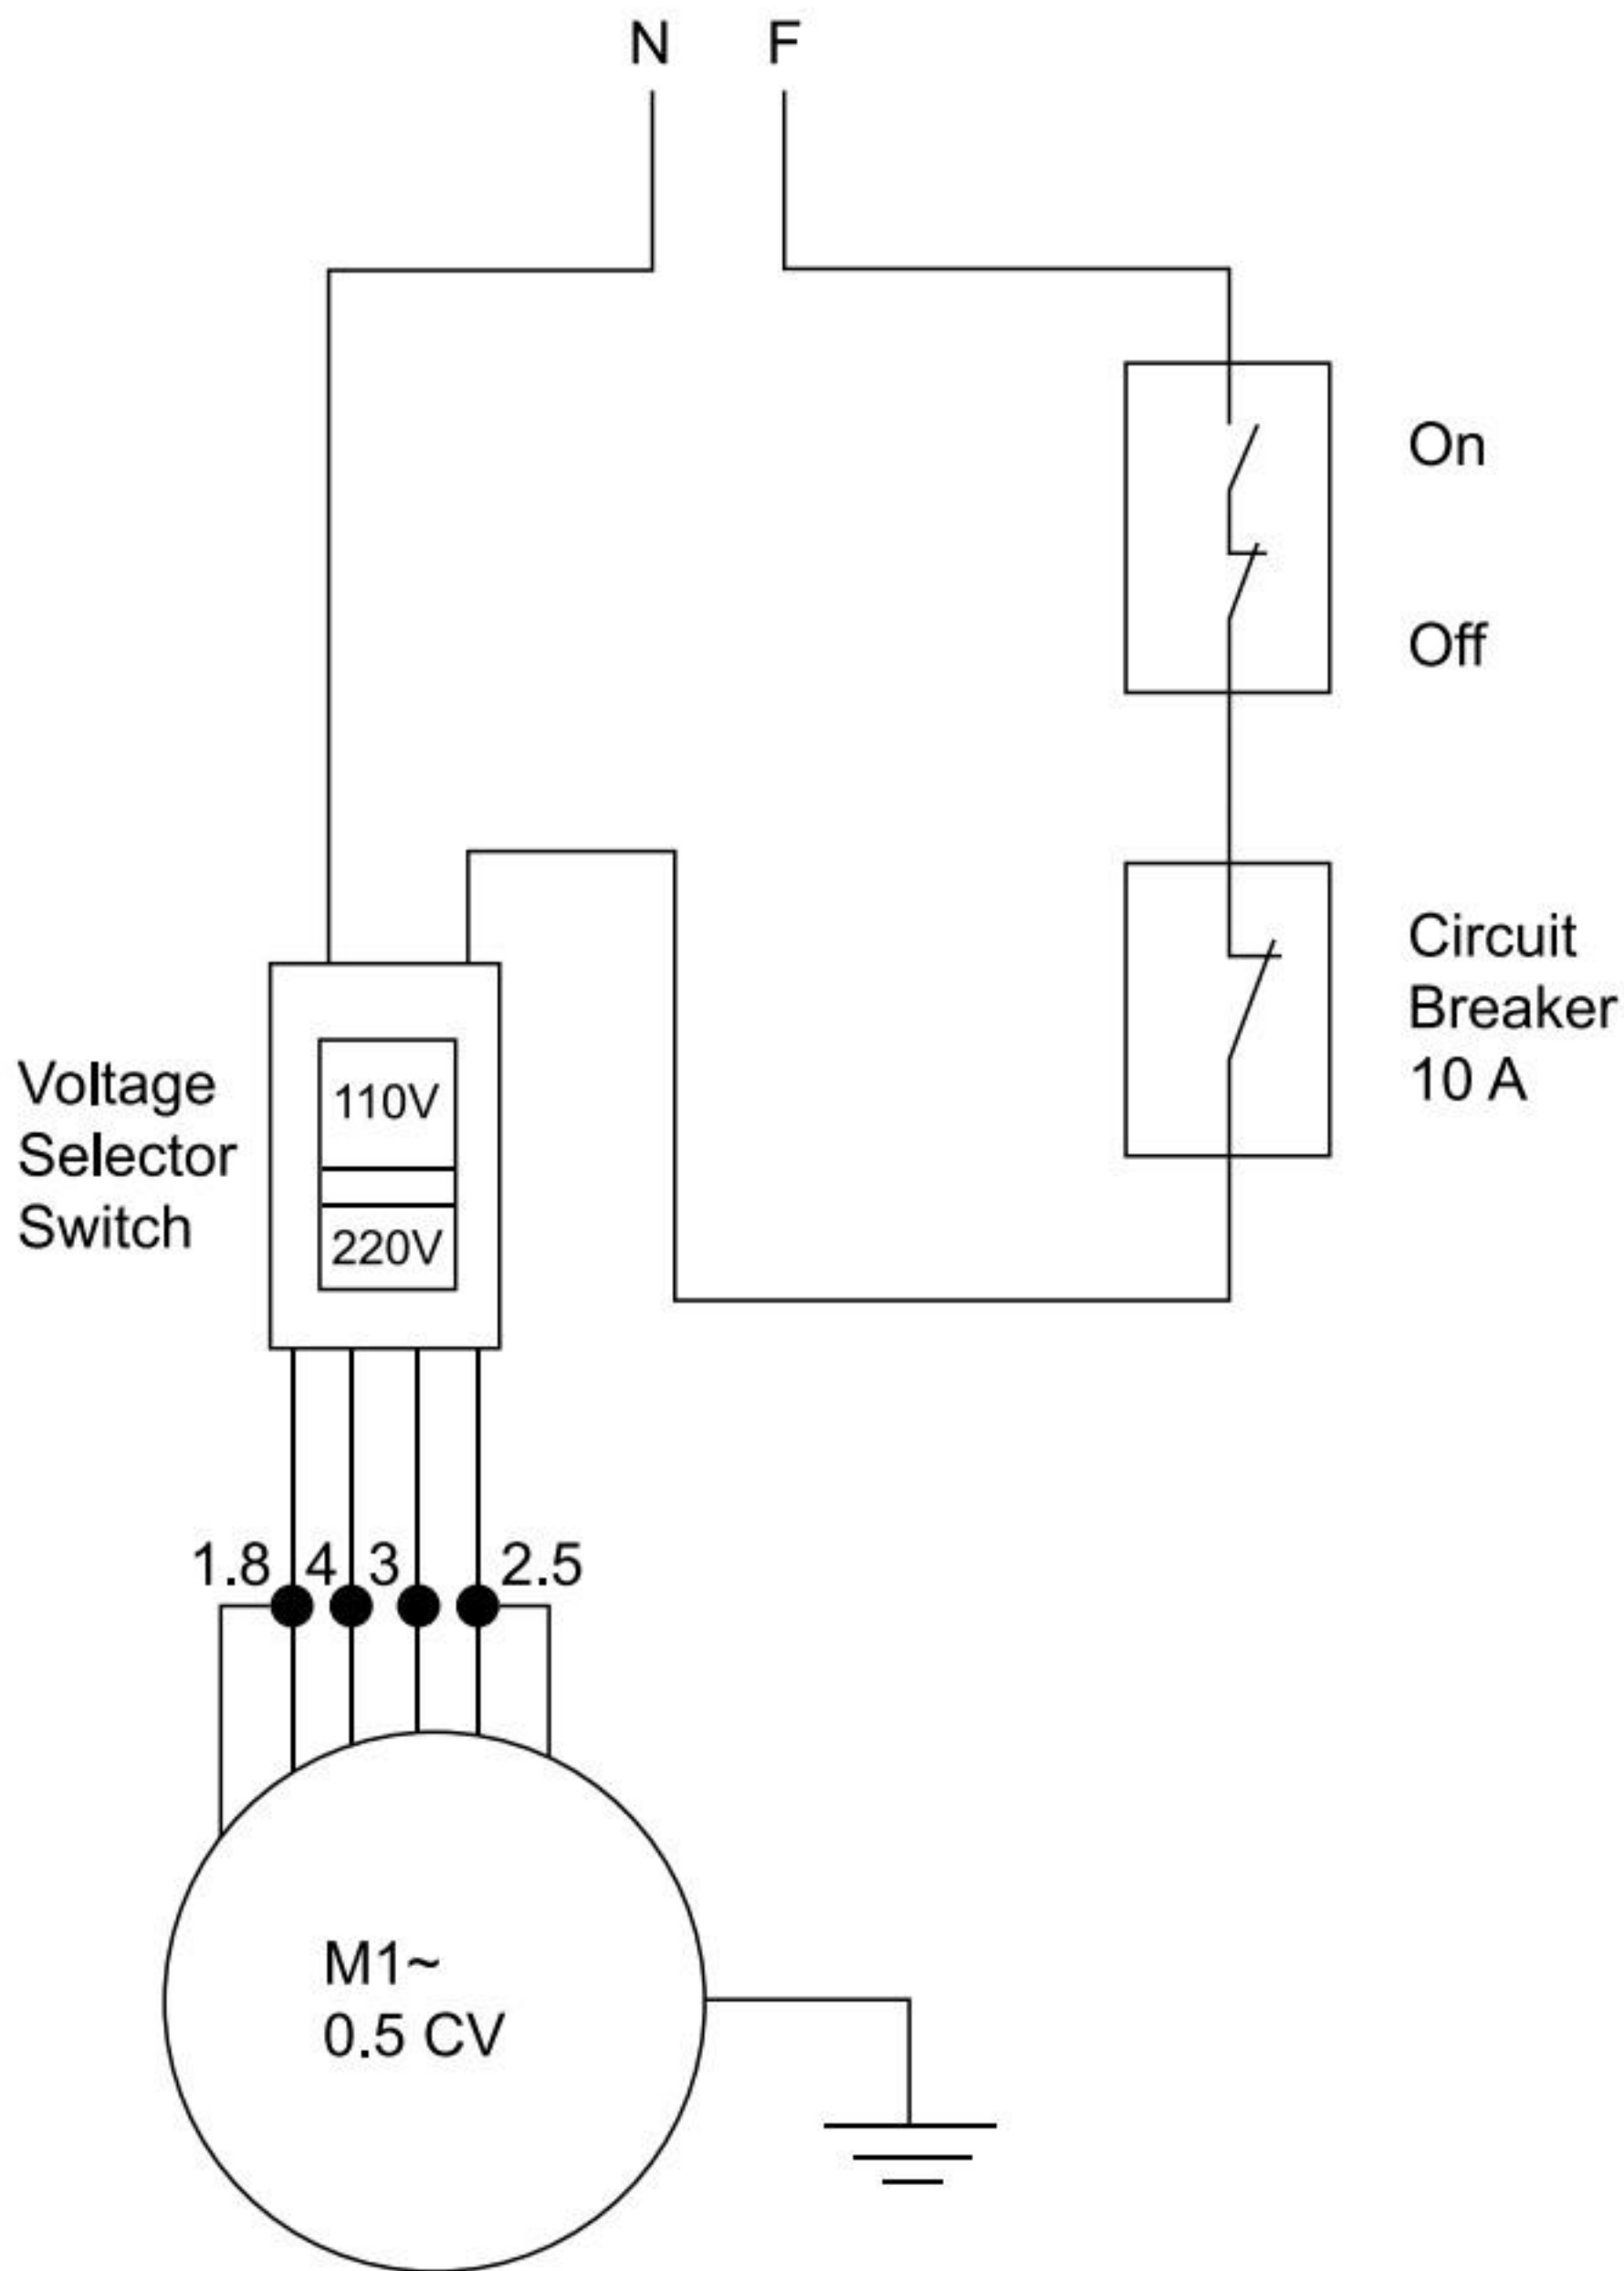 N F
On
Off
Circuit
Breaker
10 A
Voltage
Selector
Switch
110V
220V
1.8 4 3 2.5
M1~
0.5 CV